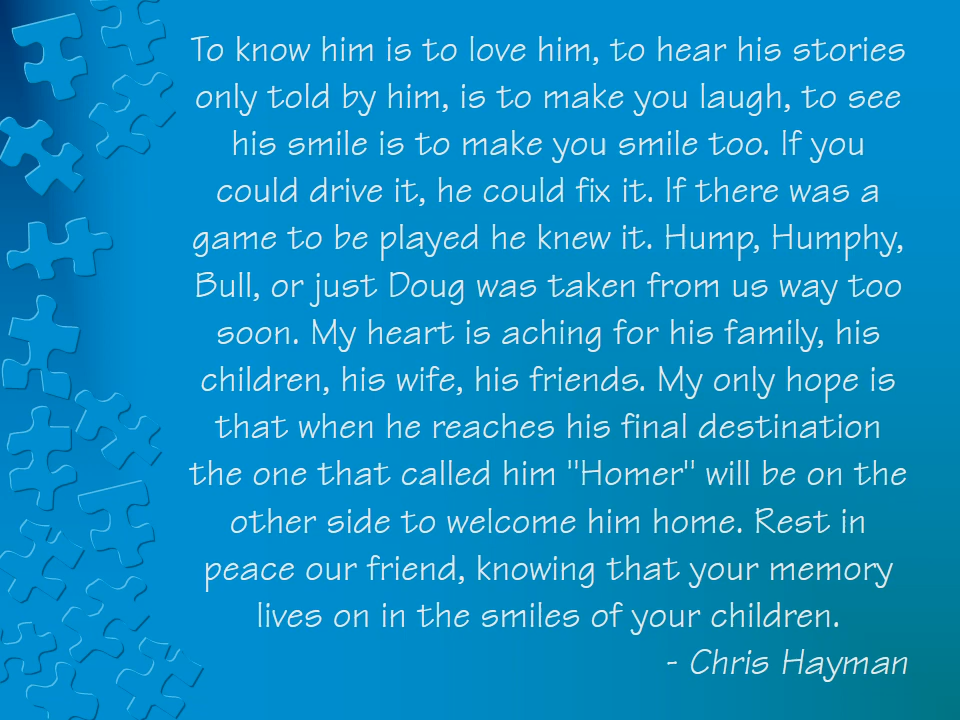 To know him is to love him, to hear his stories
only told by him, is to make you laugh, to see
his smile is to make you smile too. If you
could drive it, he could fix it. If there was a
game to be played he knew it. Hump, Humphy,
Bull, or just Doug was taken from us way too
soon. My heart is aching for his family, his
children, his wife, his friends. My only hope is
that when he reaches his final destination
the one that called him "Homer" will be on the
other side to welcome him home. Rest in
peace our friend, knowing that your memory
lives on in the smiles of your children.
- Chris Hayman